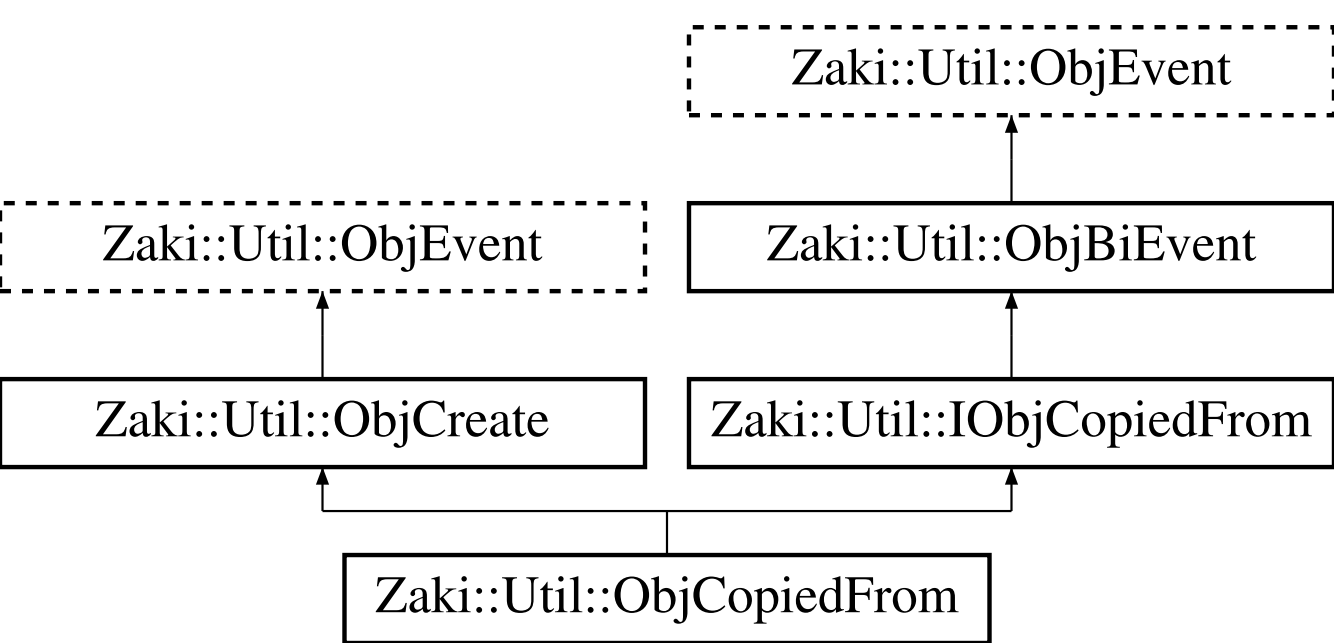 Zaki::Util::ObjEvent
Zaki::Util::ObjEvent
Zaki::Util::ObjBiEvent
Zaki::Util::ObjCreate
Zaki::Util::IObjCopiedFrom
Zaki::Util::ObjCopiedFrom